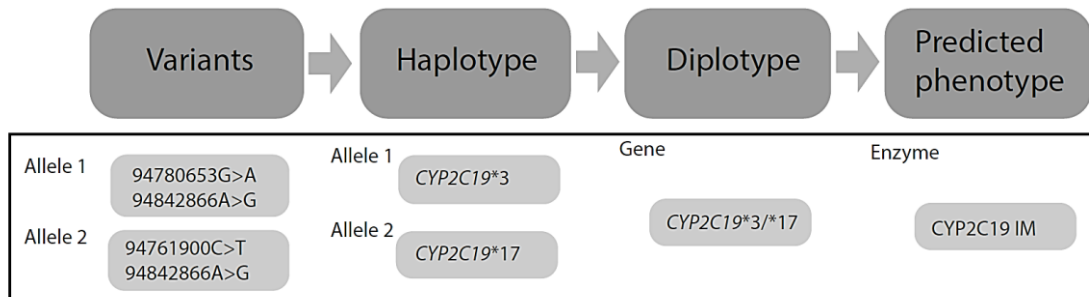 Variants
Haplotype
Diplotype
Predicted
phenotype
Allele 1
94780653G>A
94842866A>G
Allele 2
94761900C>T
94842866A>G
Allele 1
CYP2C19*3
Allele 2
CYP2C19*17
Gene
CYP2C19*3/*17
Enzyme
CYP2C19 IM